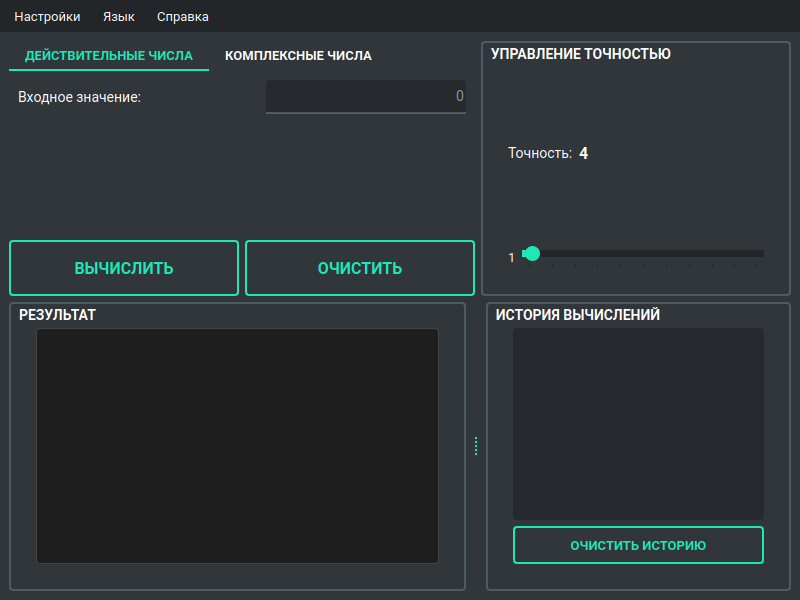 Настройки Язык Справка
ДЕЙСТВИТЕЛЬНЫЕ ЧИСЛА КОМПЛЕКСНЫЕ ЧИСЛА
УПРАВЛЕНИЕ ТОЧНОСТЬЮ
Входное значение: 0
Точность: 4
1
ВЫЧИСЛИТЬ ОЧИСТИТЬ
РЕЗУЛЬТАТ
ИСТОРИЯ ВЫЧИСЛЕНИЙ
ОЧИСТИТЬ ИСТОРИЮ